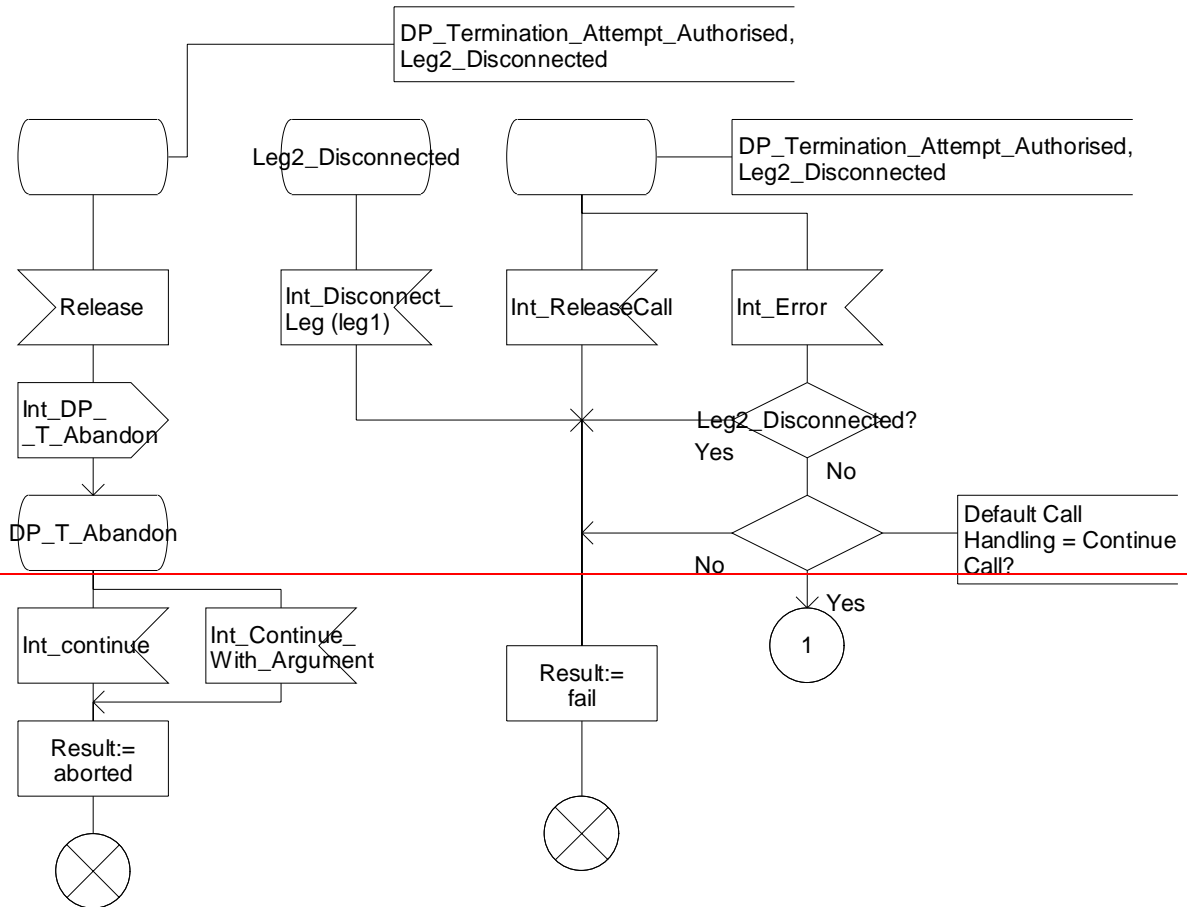 DP_Termination_Attempt_Authorised,
Leg2_Disconnected
Leg2_Disconnected
DP_Termination_Attempt_Authorised,
Leg2_Disconnected
Release
Int_Disconnect_
Leg (leg1)
Int_ReleaseCall
Int_Error
Int_DP_
_T_Abandon
Leg2_Disconnected?
Yes
No
DP_T_Abandon
Default Call
Handling = Continue
Call?
No
Yes
Int_continue
Int_Continue_
With_Argument
1
Result:=
fail
Result:=
aborted